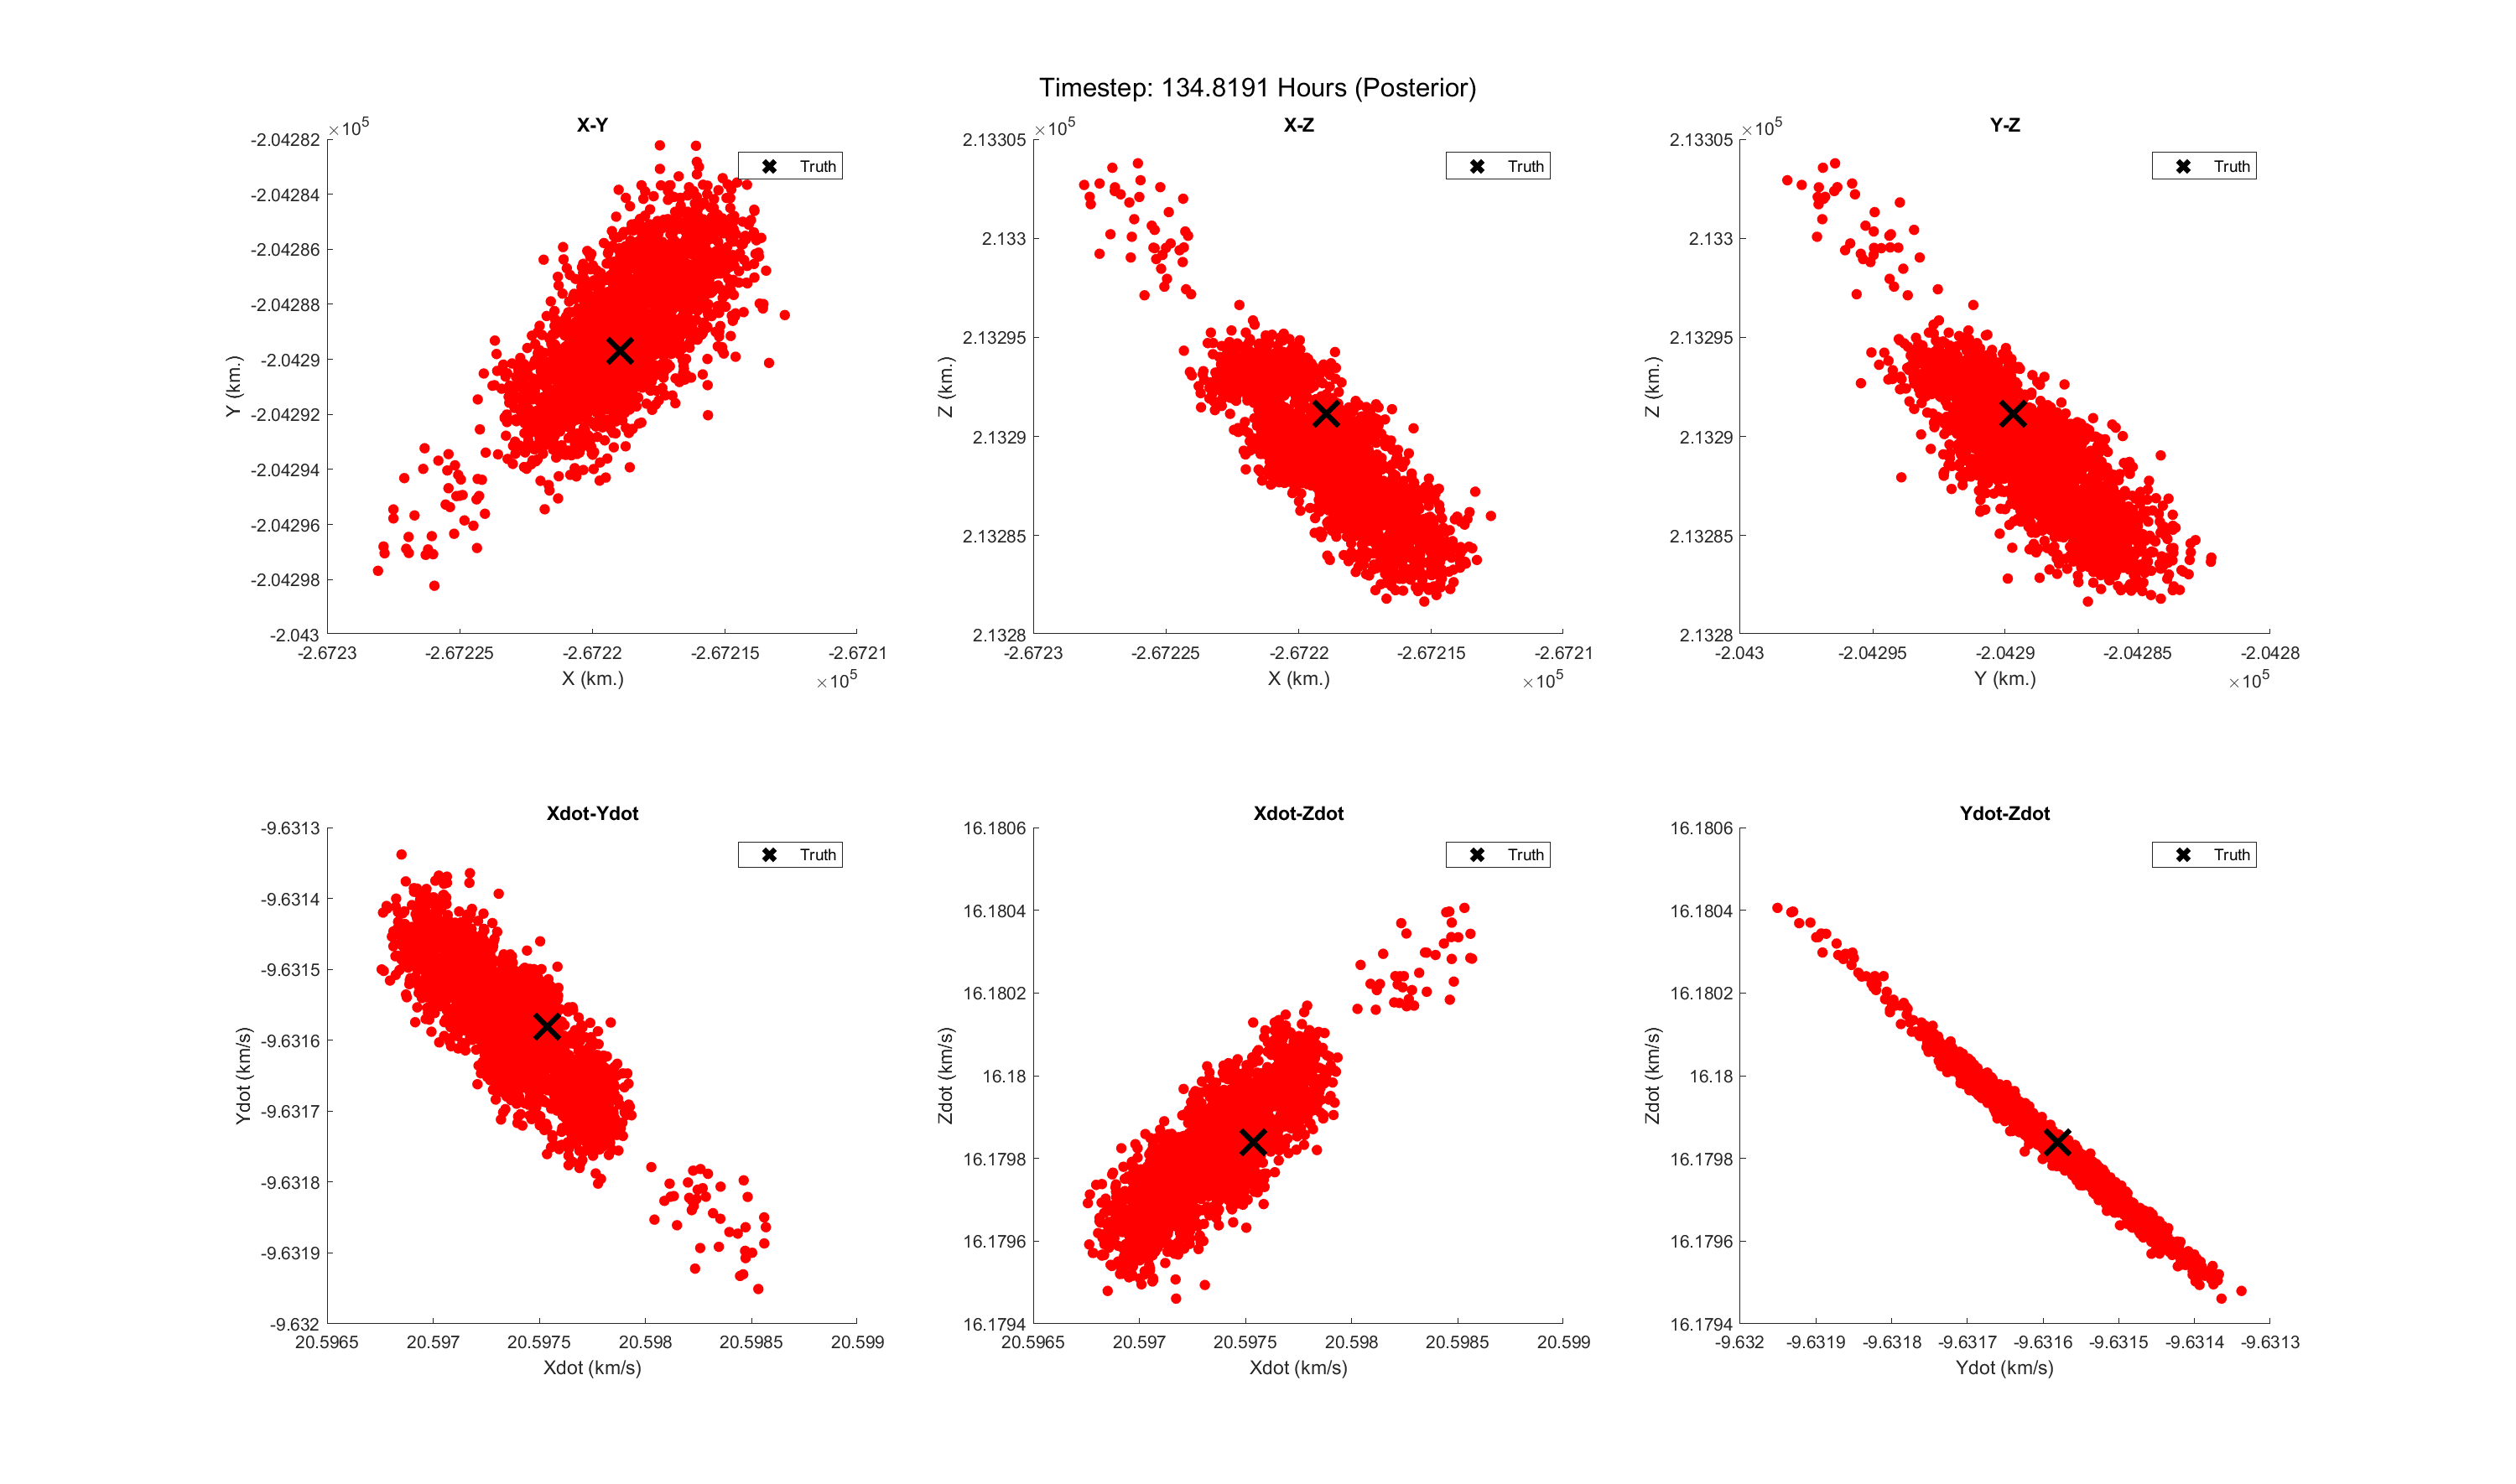 Timestep: 134.8191 Hours (Posterior)
X-Y
×10^5
-2.04282
-2.04284
-2.04286
-2.04288
-2.0429
-2.04292
-2.04294
-2.04296
-2.04298
-2.043
Y (km.)
Truth
-2.6723 -2.67225 -2.6722 -2.67215 -2.6721
X (km.)
×10^5
X-Z
×10^5
2.13305
2.133
2.13295
2.1329
2.13285
2.1328
Z (km.)
Truth
-2.6723 -2.67225 -2.6722 -2.67215 -2.6721
X (km.)
×10^5
Y-Z
×10^5
2.13305
2.133
2.13295
2.1329
2.13285
2.1328
Z (km.)
Truth
-2.043 -2.04295 -2.0429 -2.04285 -2.0428
Y (km.)
×10^5
Xdot-Ydot
-9.6313
-9.6314
-9.6315
-9.6316
-9.6317
-9.6318
-9.6319
-9.632
Ydot (km/s)
Truth
20.5965 20.597 20.5975 20.598 20.5985 20.599
Xdot (km/s)
Xdot-Zdot
16.1806
16.1804
16.1802
16.18
16.1798
16.1796
16.1794
Zdot (km/s)
Truth
20.5965 20.597 20.5975 20.598 20.5985 20.599
Xdot (km/s)
Ydot-Zdot
16.1806
16.1804
16.1802
16.18
16.1798
16.1796
16.1794
Zdot (km/s)
Truth
-9.632 -9.6319 -9.6318 -9.6317 -9.6316 -9.6315 -9.6314 -9.6313
Ydot (km/s)